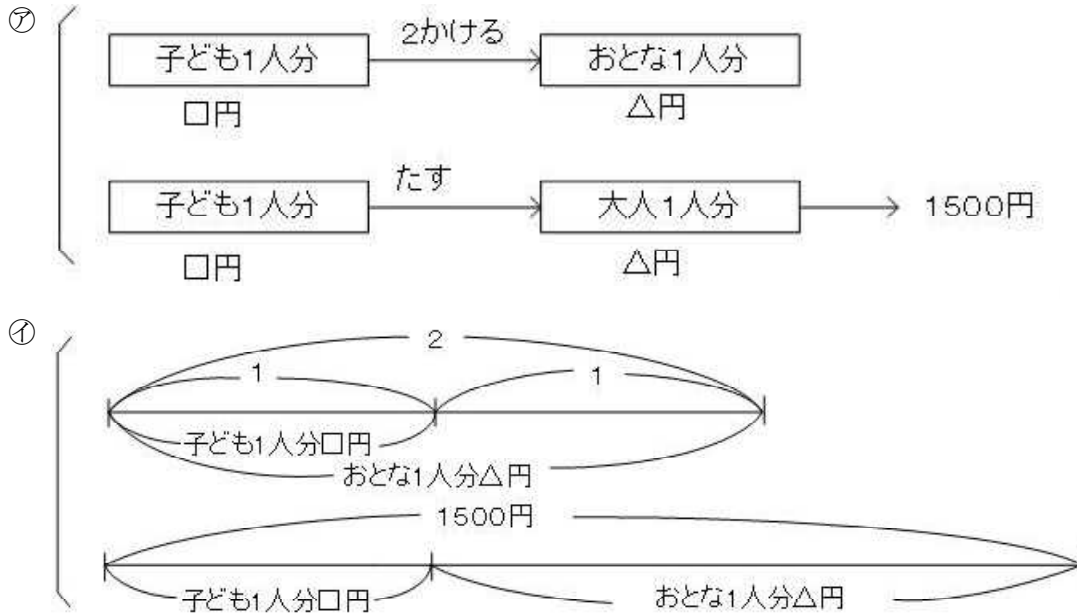 ㋐
2かける
子ども1人分
おとな1人分
□円
△円
たす
子ども1人分
大人1人分
1500円
□円
△円
㋑
2
1
1
子ども1人分□円
おとな1人分△円
1500円
子ども1人分□円
おとな1人分△円